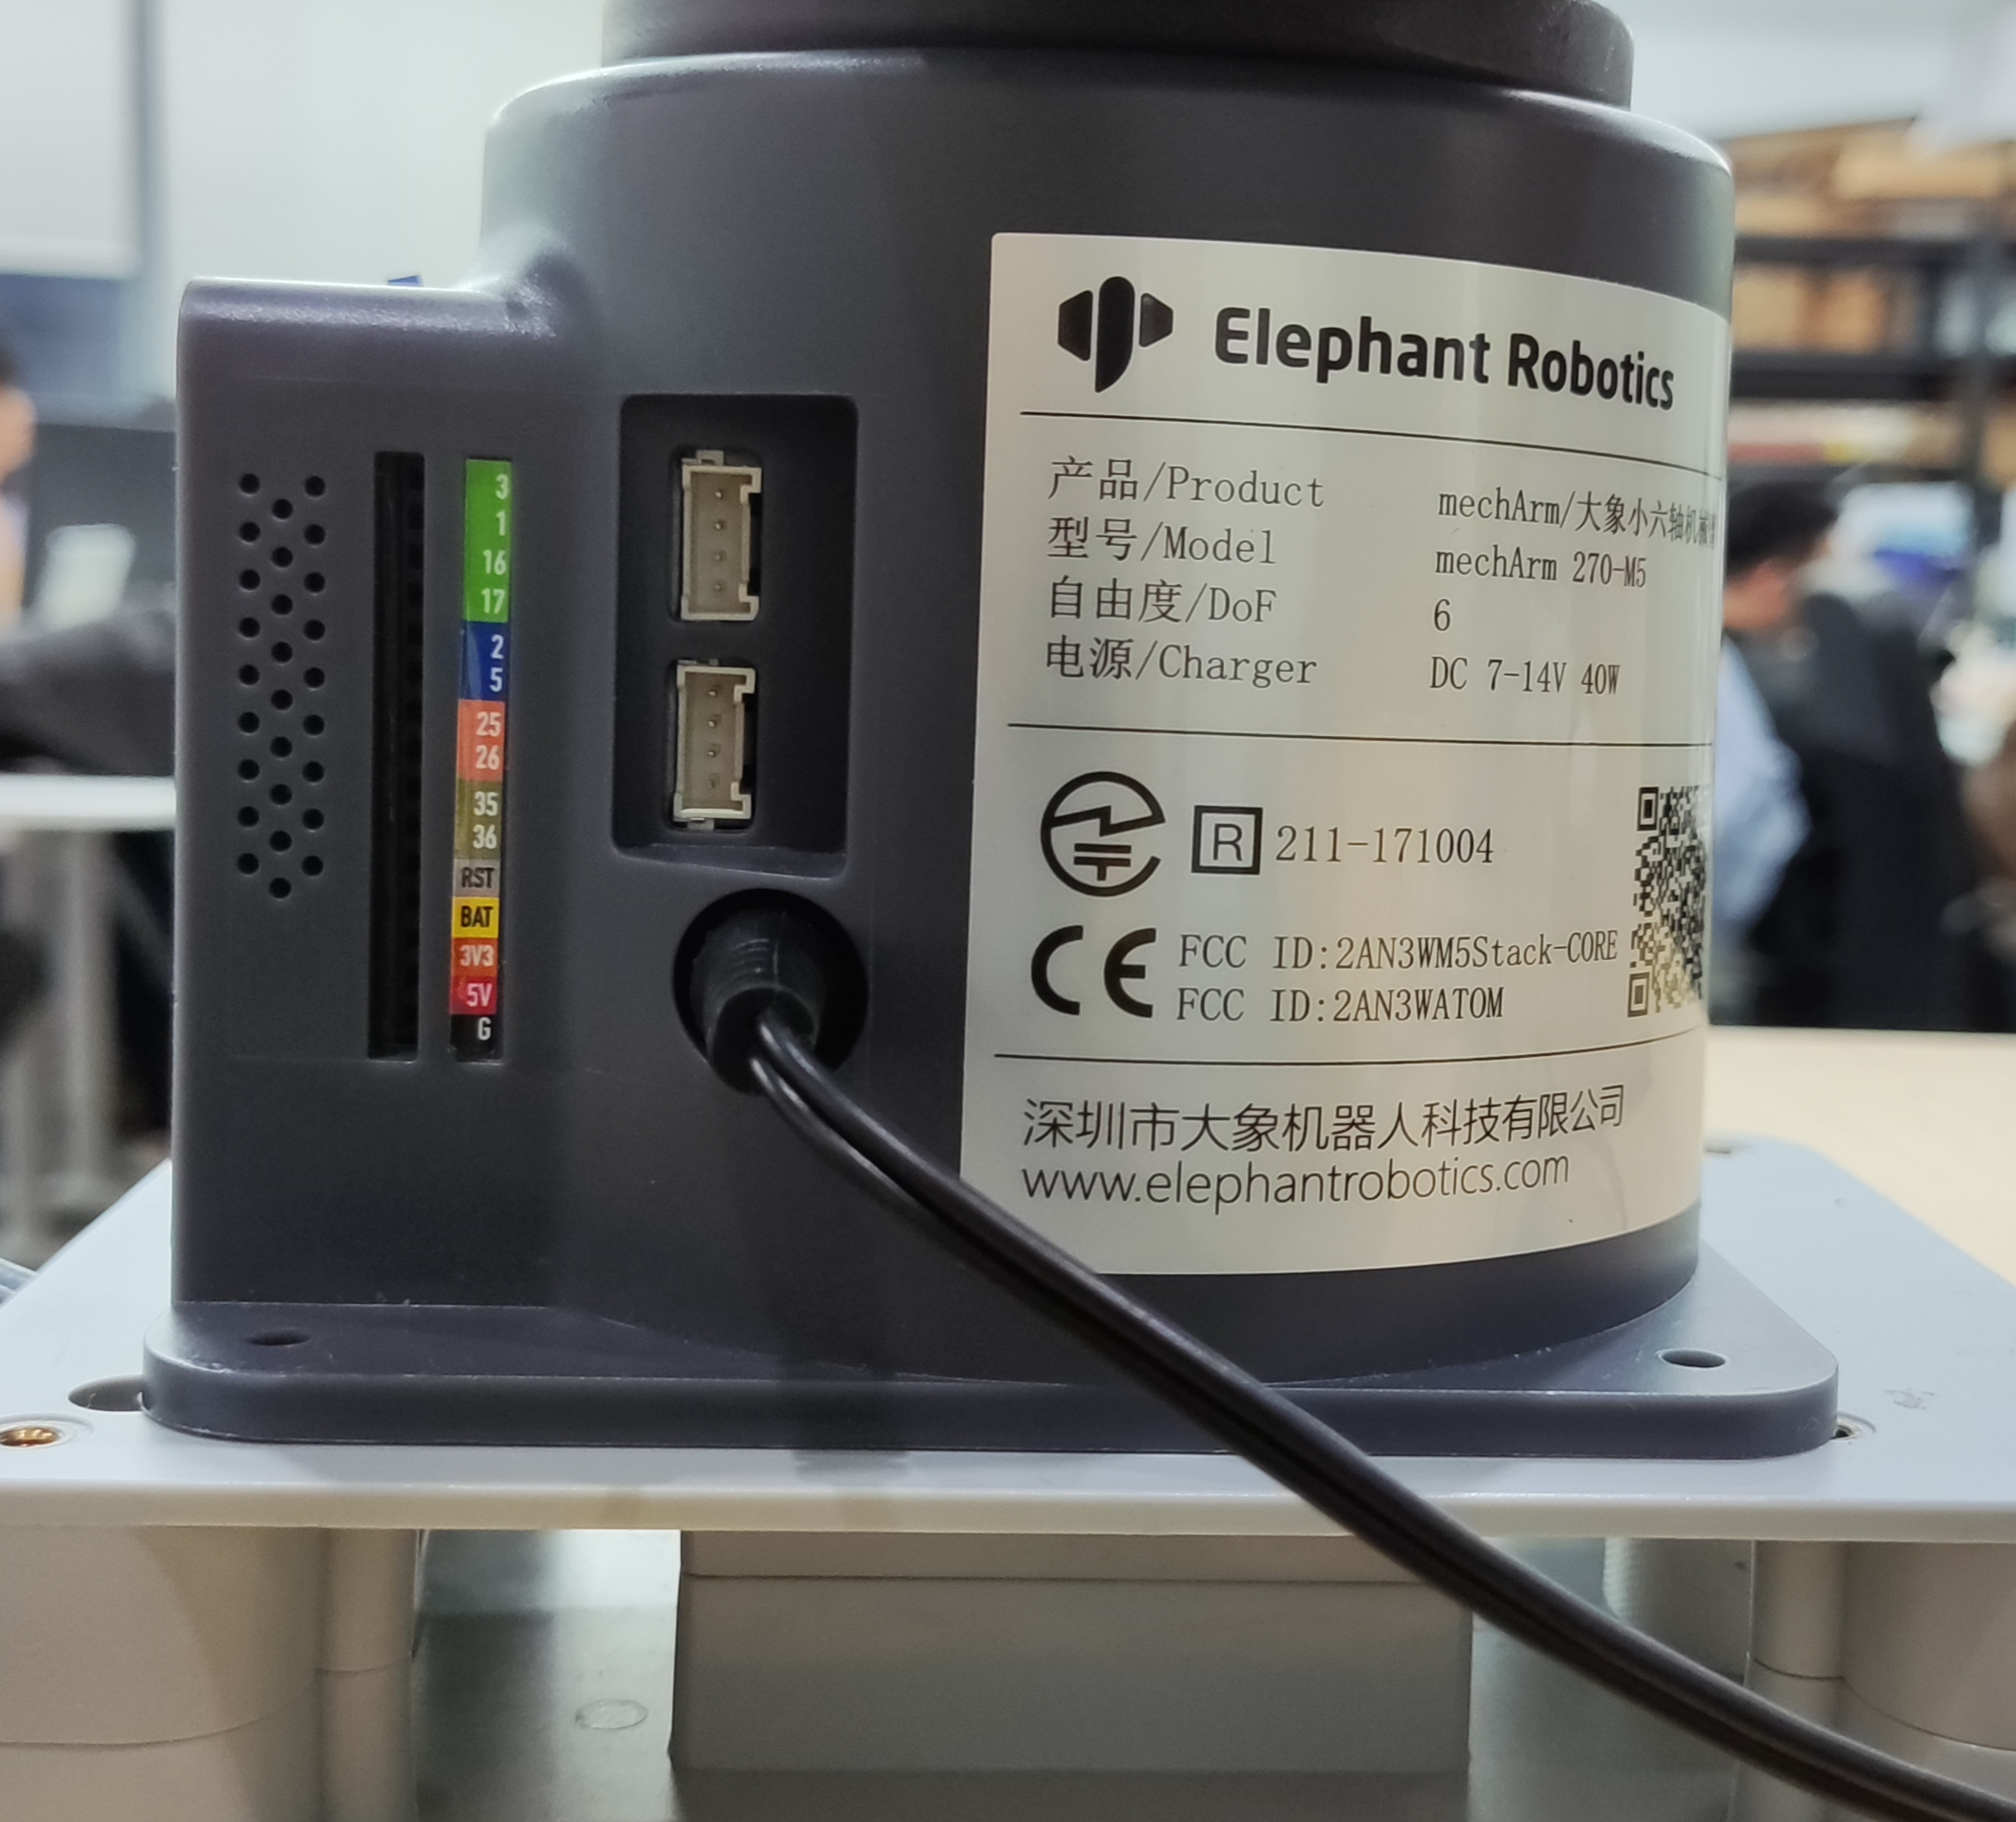 3
1
16
17
2
5
25
26
35
36
RST
BAT
3V3
5V
G
Elephant Robotics
产品/Product mechArm/大象小六轴机械臂
型号/Model mechArm 270-M5
自由度/DoF 6
电源/Charger DC 7-14V 40W
R 211-171004
CE FCC ID:2AN3WM5Stack-CORE
FCC ID:2AN3WATOM
深圳市大象机器人科技有限公司
www.elephantrobotics.com